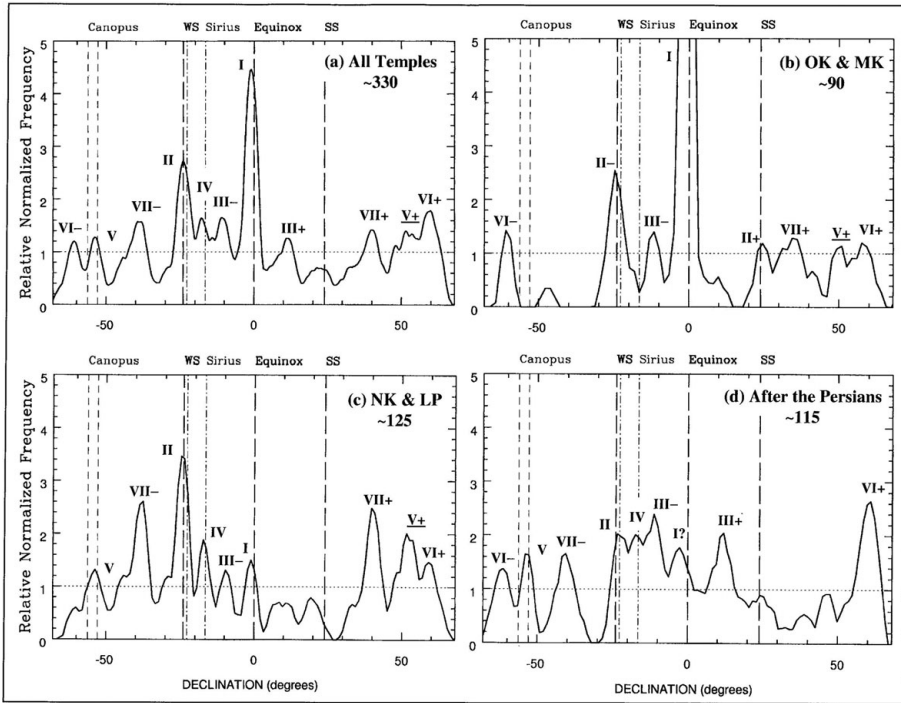 Canopus WS Sirius Equinox SS
Relative Normalized Frequency
5
4
3
2
1
0
(a) All Temples
~330
I
II
IV
III−
VII−
VI−
V
III+
VII+
V+
VI+
-50 0 50
Relative Normalized Frequency
5
4
3
2
1
0
(b) OK & MK
~90
I
II−
VI−
III−
II+
VII+
V+
VI+
-50 0 50
Canopus WS Sirius Equinox SS
Canopus WS Sirius Equinox SS
Relative Normalized Frequency
5
4
3
2
1
0
(c) NK & LP
~125
II
VII−
IV
III−
I
V
VII+
V+
VI+
-50 0 50
DECLINATION (degrees)
5
4
3
2
1
0
(d) After the Persians
~115
VI+
III−
II
IV
I?
III+
VI−
V
VII−
-50 0 50
DECLINATION (degrees)